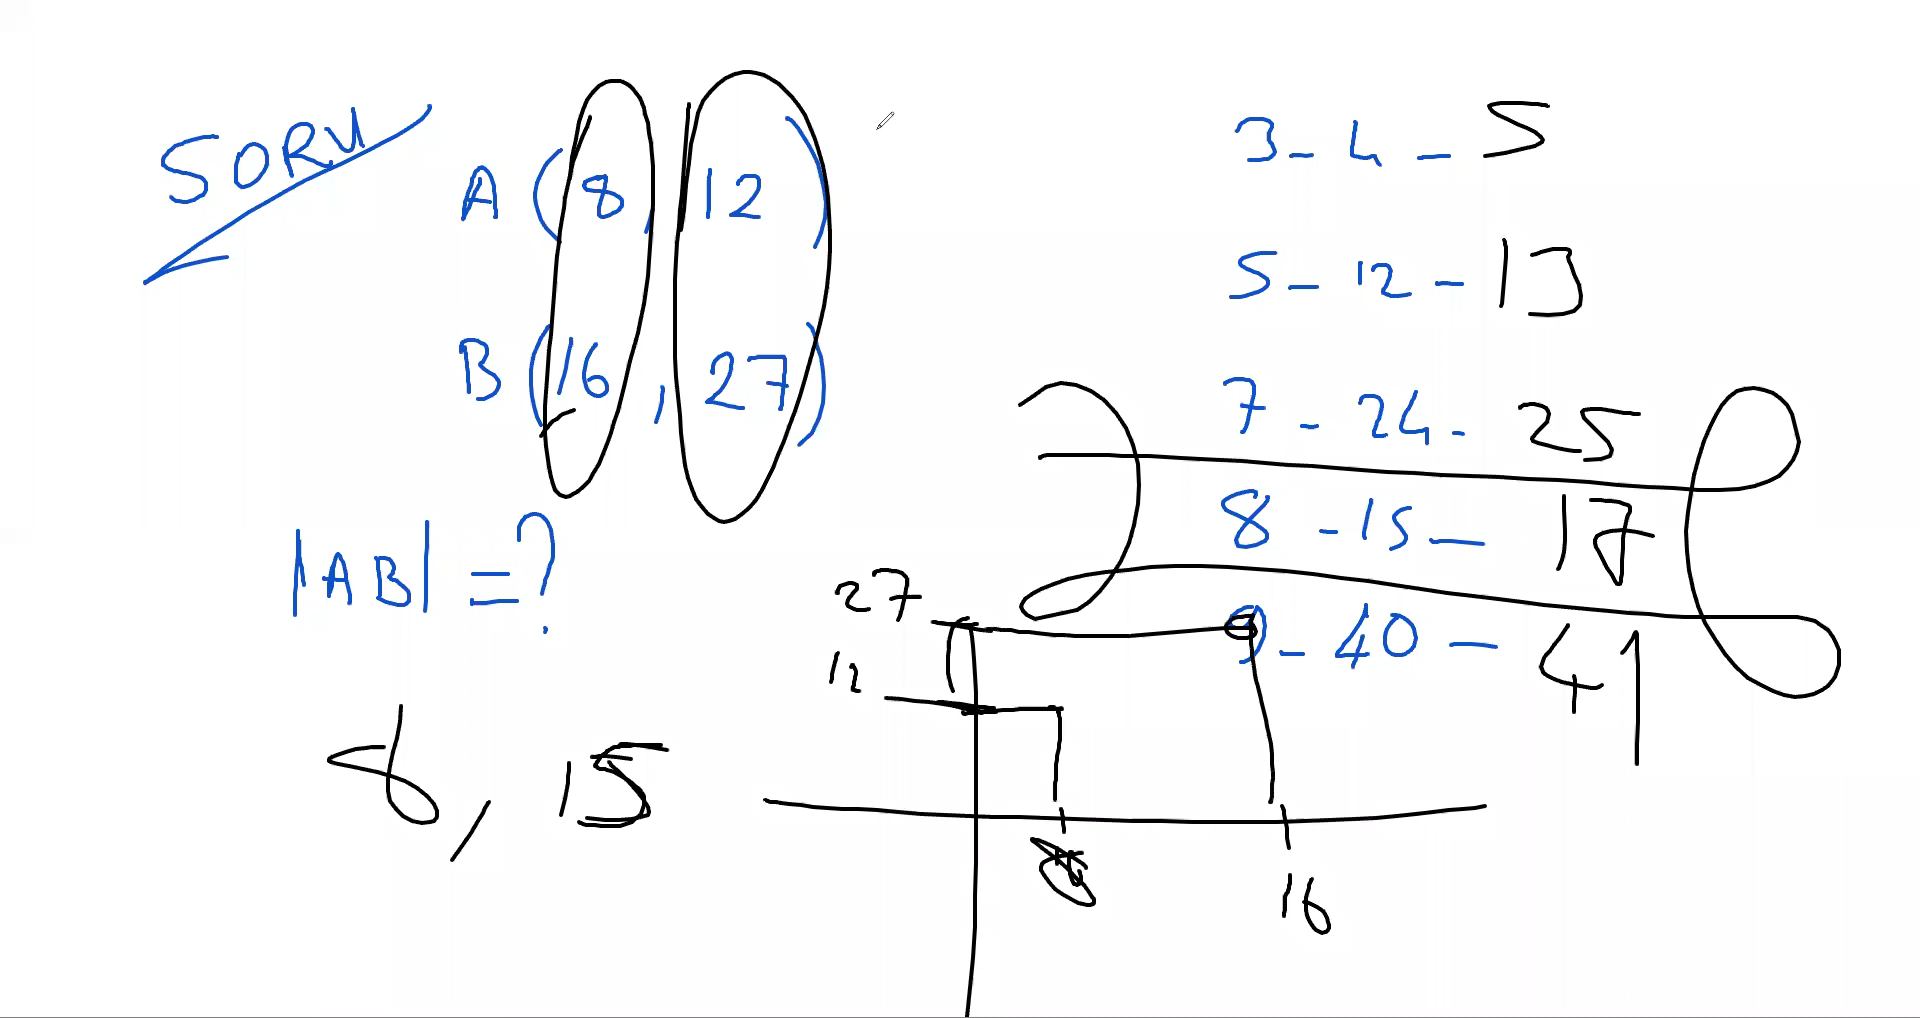 SORU
A (8, 12)
B (16, 27)
|AB| = ?
8, 15
3 - 4 - 5
5 - 12 - 13
7 - 24 - 25
8 - 15 - 17
9 - 40 - 41
27
12
8
16